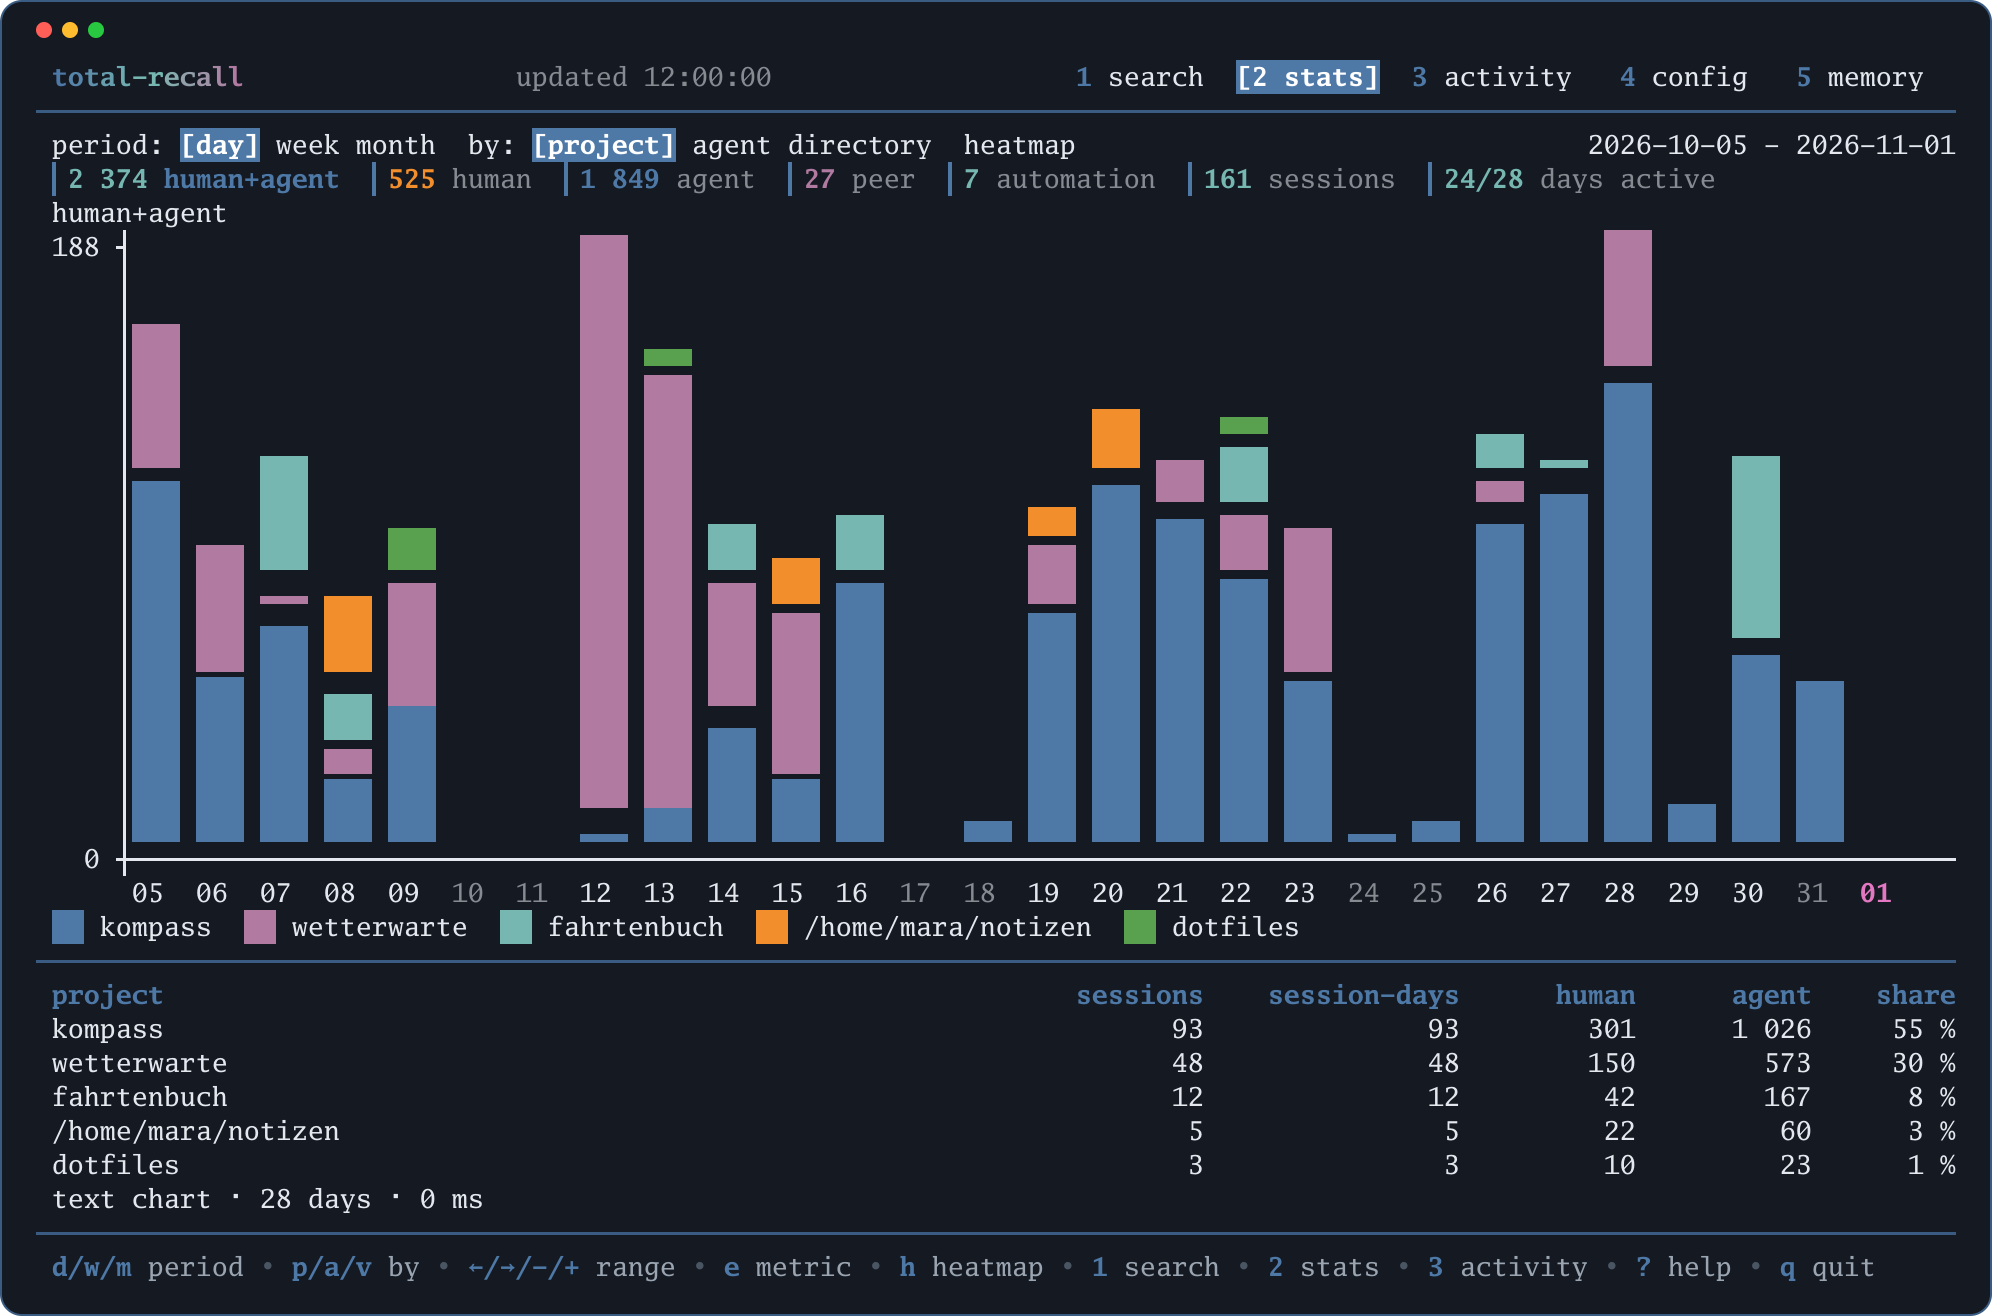 total-recall updated 12:00:00 1 search [2 stats] 3 activity 4 config 5 memory
period: [day] week month by: [project] agent directory heatmap 2026-10-05 - 2026-11-01
2 374 human+agent 525 human 1 849 agent 27 peer 7 automation 161 sessions 24/28 days active
human+agent
188
0
05 06 07 08 09 10 11 12 13 14 15 16 17 18 19 20 21 22 23 24 25 26 27 28 29 30 31 01
kompass wetterwarte fahrtenbuch /home/mara/notizen dotfiles
project sessions session-days human agent share
kompass 93 93 301 1 026 55 %
wetterwarte 48 48 150 573 30 %
fahrtenbuch 12 12 42 167 8 %
/home/mara/notizen 5 5 22 60 3 %
dotfiles 3 3 10 23 1 %
text chart · 28 days · 0 ms
d/w/m period • p/a/v by • ←/→/-/+ range • e metric • h heatmap • 1 search • 2 stats • 3 activity • ? help • q quit